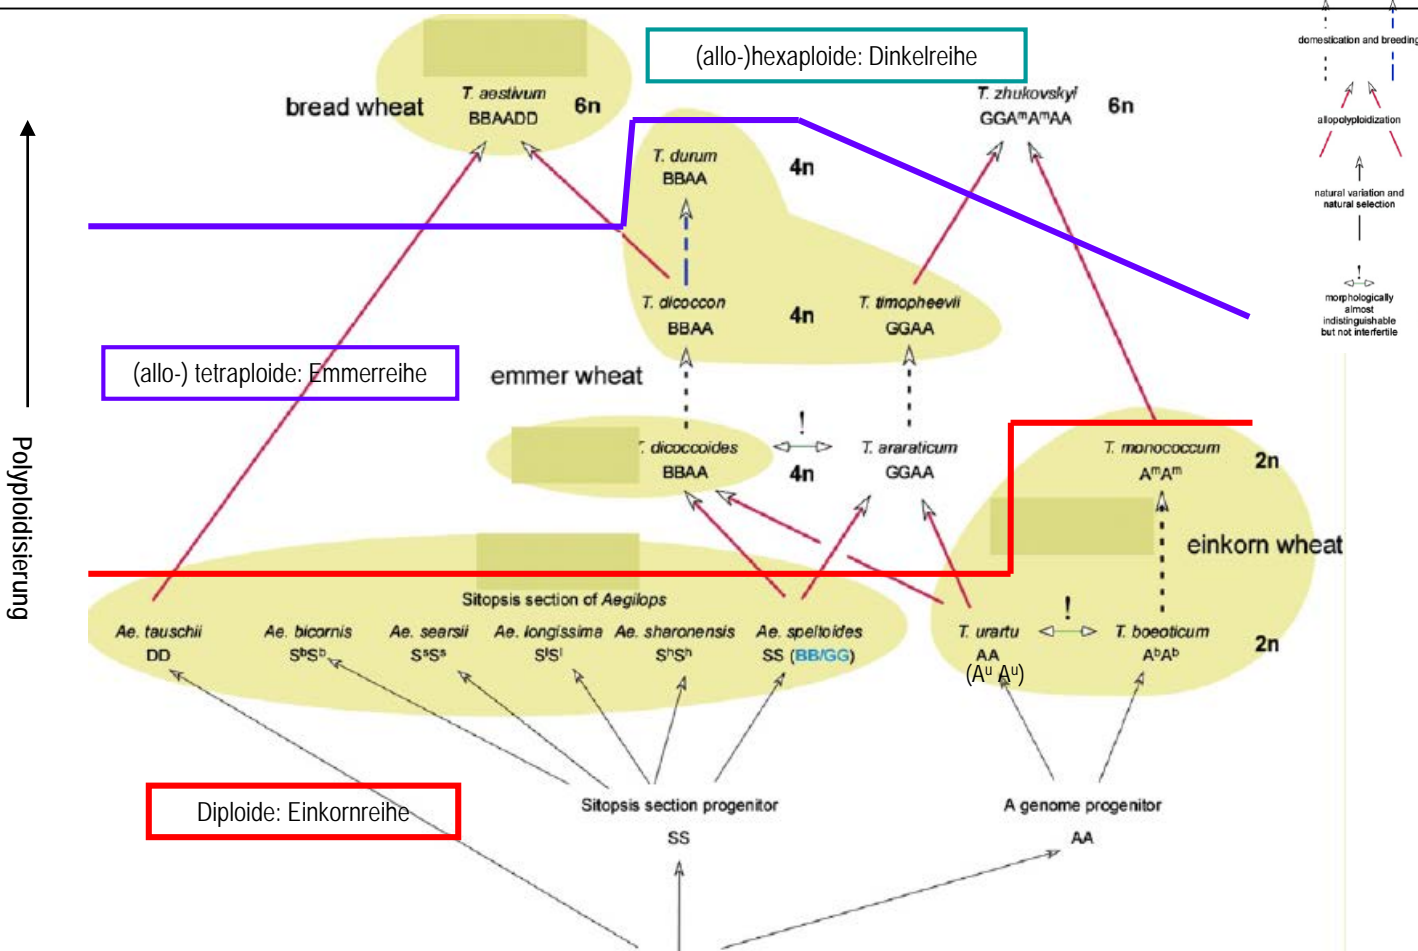 (allo-)hexaploide: Dinkelreihe
domestication and breeding
bread wheat
T. aestivum
BBAADD
6n
T. zhukovskyi
GGAᵐAᵐAA
6n
allopolyploidization
T. durum
BBAA
4n
natural variation and
natural selection
!
morphologically
almost
indistinguishable
but not interfertile
T. dicoccon
BBAA
4n
T. timopheevii
GGAA
(allo-) tetraploide: Emmerreihe
emmer wheat
Polyploidisierung
T. dicoccoides
BBAA
!
4n
T. araraticum
GGAA
T. monococcum
AᵐAᵐ
2n
einkorn wheat
Sitopsis section of Aegilops
Ae. tauschii
DD
Ae. bicornis
SᵇSᵇ
Ae. searsii
SˢSˢ
Ae. longissima
SˡSˡ
Ae. sharonensis
SʰSʰ
Ae. speltoides
SS (BB/GG)
T. urartu
AA
(Aᵘ Aᵘ)
!
T. boeoticum
AᵇAᵇ
2n
Diploide: Einkornreihe
Sitopsis section progenitor
SS
A genome progenitor
AA